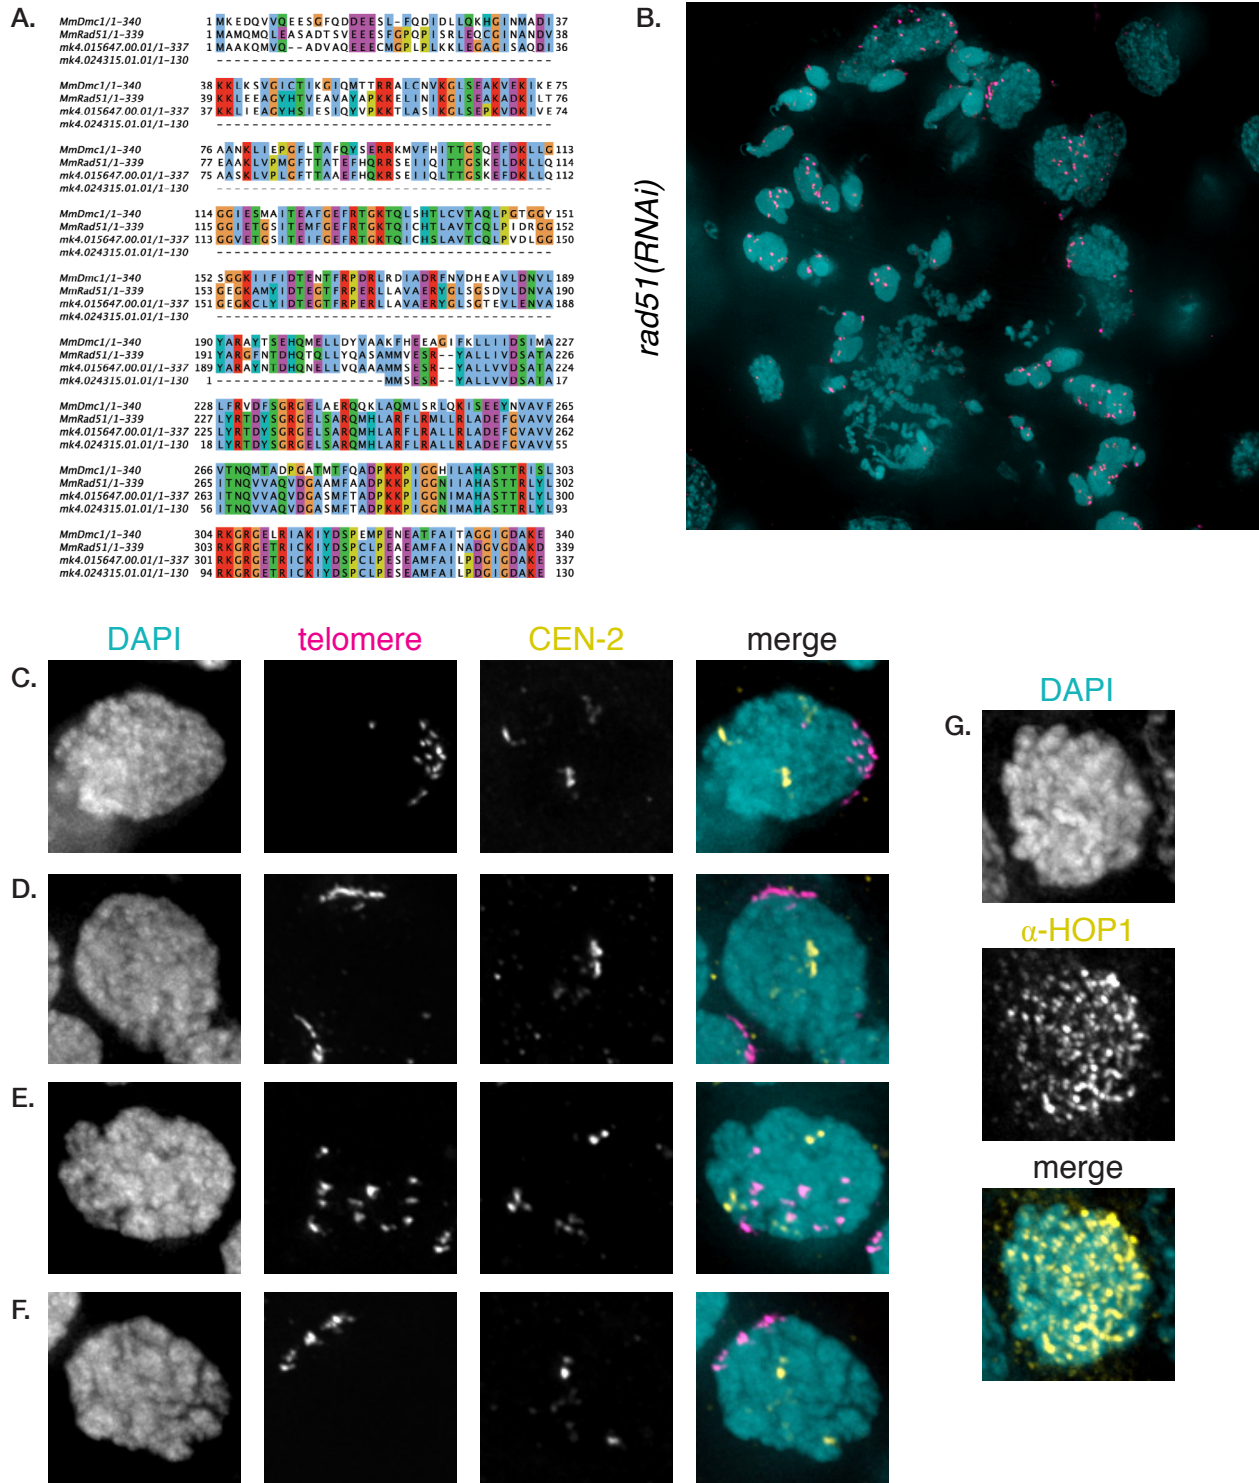 A.
MmDmc1/1-340 1 MKEDQVVQEESGFQDDEESL-FQDIDLLQKHGINMADI 37
MmRad51/1-339 1 MAMQMQLEASADTSVEEESFGPQPISRLEQCGINANDV 38
mk4.015647.00.01/1-337 1 MAAKQMVQ--ADVAQEEECMGPLPLKKLEGAGISAQDI 36
mk4.024315.01.01/1-130 --------------------------------------
MmDmc1/1-340 38 KKLKSVGICTIKGIQMTTRRALCNVKGLSEAKVEKIKE 75
MmRad51/1-339 39 KKLEEAGYHTVEAVAYAPKKELINIKGISEAKADKILT 76
mk4.015647.00.01/1-337 37 KKLIEAGYHSIESIQYVPKKTLASIKGLSEPKVDKIVE 74
mk4.024315.01.01/1-130 --------------------------------------
MmDmc1/1-340 76 AANKLIEPGFLTAFQYSERRKMVFHITTGSQEFDKLLG 113
MmRad51/1-339 77 EAAKLVPMGFTTATEFHQRRSEIIQITTGSKELDKLLQ 114
mk4.015647.00.01/1-337 75 AASKLVPLGFTTAAEFHQKRSEIIQLTTGSKEFDKLLQ 112
mk4.024315.01.01/1-130 --------------------------------------
MmDmc1/1-340 114 GGIESMAITEAFGEFRTGKTQLSHTLCVTAQLPGTGGY 151
MmRad51/1-339 115 GGIETGSITEMFGEFRTGKTQICHTLAVTCQLPIDRGG 152
mk4.015647.00.01/1-337 113 GGVETGSITEIFGEFRTGKTQICHSLAVTCQLPVDLGG 150
mk4.024315.01.01/1-130 --------------------------------------
MmDmc1/1-340 152 SGGKIIFIDTENTFRPDRLRDIADRFNVDHEAVLDNVL 189
MmRad51/1-339 153 GEGKAMYIDTEGTFRPERLLAVAERYGLSGSDVLDNVA 190
mk4.015647.00.01/1-337 151 GEGKCLYIDTEGTFRPERLLAVAERYGLSGTEVLENVA 188
mk4.024315.01.01/1-130 --------------------------------------
MmDmc1/1-340 190 YARAYTSEHQMELLDYVAAKFHEEAGIFKLLIIDSIMA 227
MmRad51/1-339 191 YARGFNTDHQTQLLYQASAMMVESR--YALLIVDSATA 226
mk4.015647.00.01/1-337 189 YARAYNTDHQNELLVQAAAMMSESR--YALLVVDSATA 224
mk4.024315.01.01/1-130 1 -------------------MMSESR--YALLVVDSATA 17
MmDmc1/1-340 228 LFRVDFSGRGELAERQQKLAQMLSRLQKISEEYNVAVF 265
MmRad51/1-339 227 LYRTDYSGRGELSARQMHLARFLRMLLRLADEFGVAVV 264
mk4.015647.00.01/1-337 225 LYRTDYSGRGELSARQMHLARFLRALLRLADEFGVAVV 262
mk4.024315.01.01/1-130 18 LYRTDYSGRGELSARQMHLARFLRALLRLADEFGVAVV 55
MmDmc1/1-340 266 VTNQMTADPGATMTFQADPKKPIGGHILAHASTTRISL 303
MmRad51/1-339 265 ITNQVVAQVDGAAMFAADPKKPIGGNIIAHASTTRLYL 302
mk4.015647.00.01/1-337 263 ITNQVVAQVDGASMFTADPKKPIGGNIMAHASTTRLYL 300
mk4.024315.01.01/1-130 56 ITNQVVAQVDGASMFTADPKKPIGGNIMAHASTTRLYL 93
MmDmc1/1-340 304 RKGRGELRIAKIYDSPEMPENEATFAITAGGIGDAKE 340
MmRad51/1-339 303 RKGRGETRICKIYDSPCLPEAEAMFAINADGVGDAKD 339
mk4.015647.00.01/1-337 301 RKGRGETRICKIYDSPCLPESEAMFAILPDGIGDAKE 337
mk4.024315.01.01/1-130 94 RKGRGETRICKIYDSPCLPESEAMFAILPDGIGDAKE 130
B.
rad51(RNAi)
DAPI telomere CEN-2 merge
C.
D.
E.
F.
G.
DAPI
α-HOP1
merge